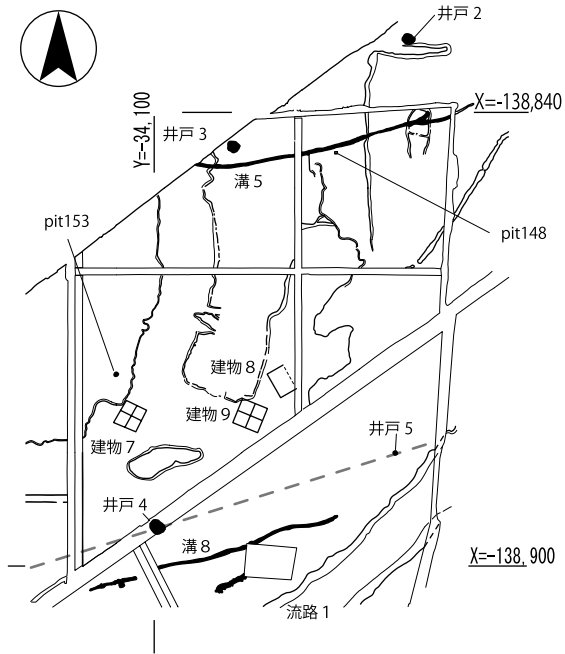 井戸 2
X=-138,840
Y=-34,100
井戸 3
溝 5
pit153
pit148
建物 8
建物 9
建物 7
井戸 5
井戸 4
溝 8
X=-138,900
流路 1